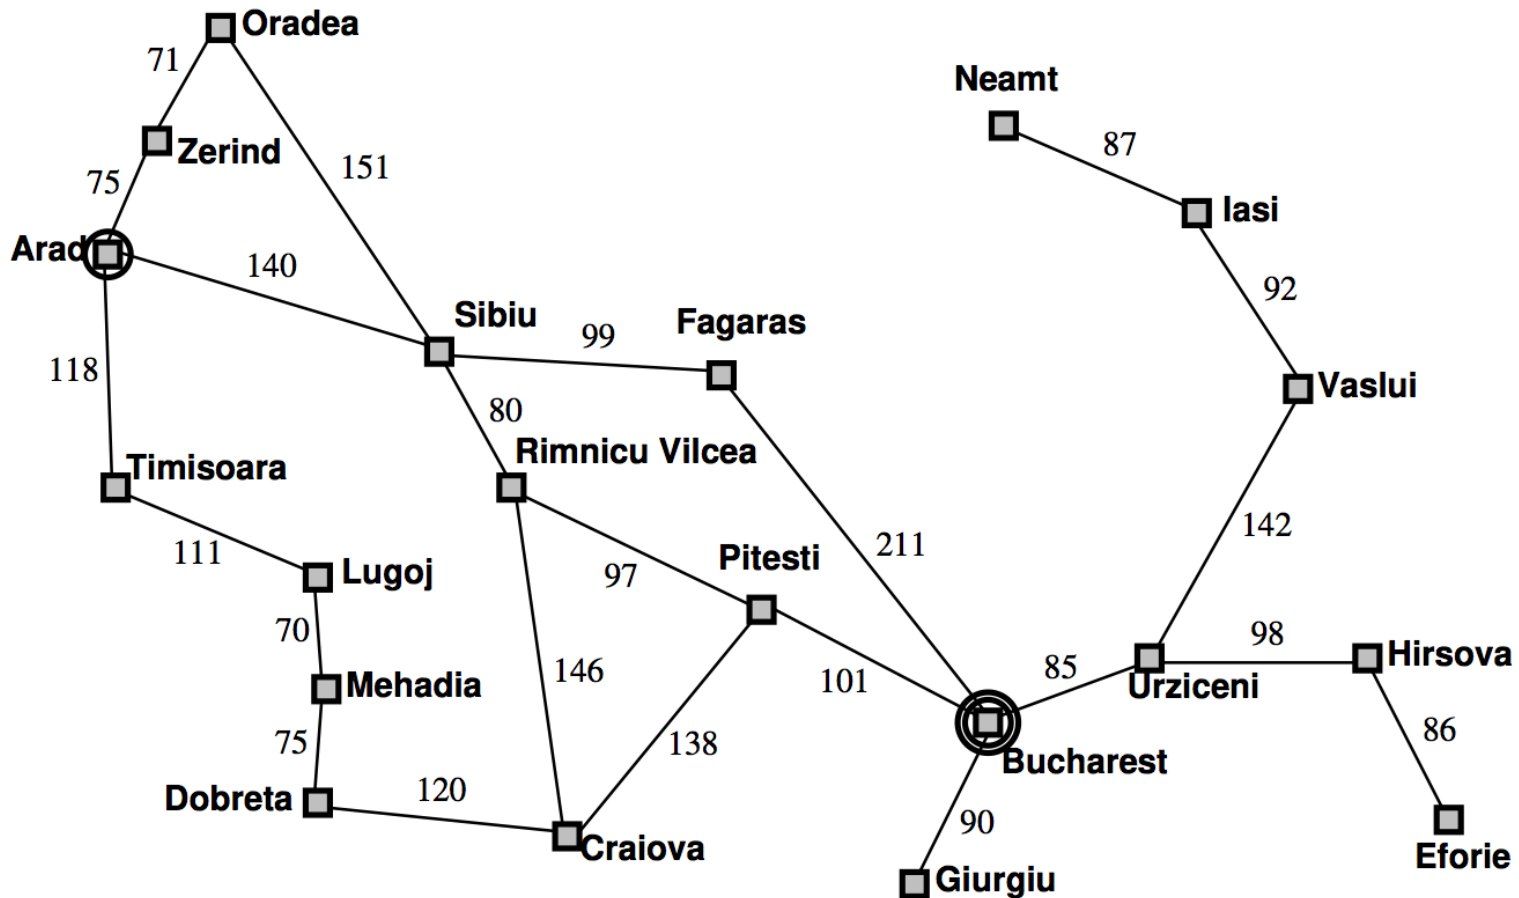 Oradea
71
Neamt
87
Zerind
151
75
Iasi
Arad
140
92
Sibiu
Fagaras
99
118
Vaslui
80
Rimnicu Vilcea
Timisoara
142
211
111
Pitesti
Lugoj
97
70
98
Hirsova
85
146
101
Urziceni
Mehadia
86
75
138
Bucharest
120
Dobreta
90
Craiova
Eforie
Giurgiu